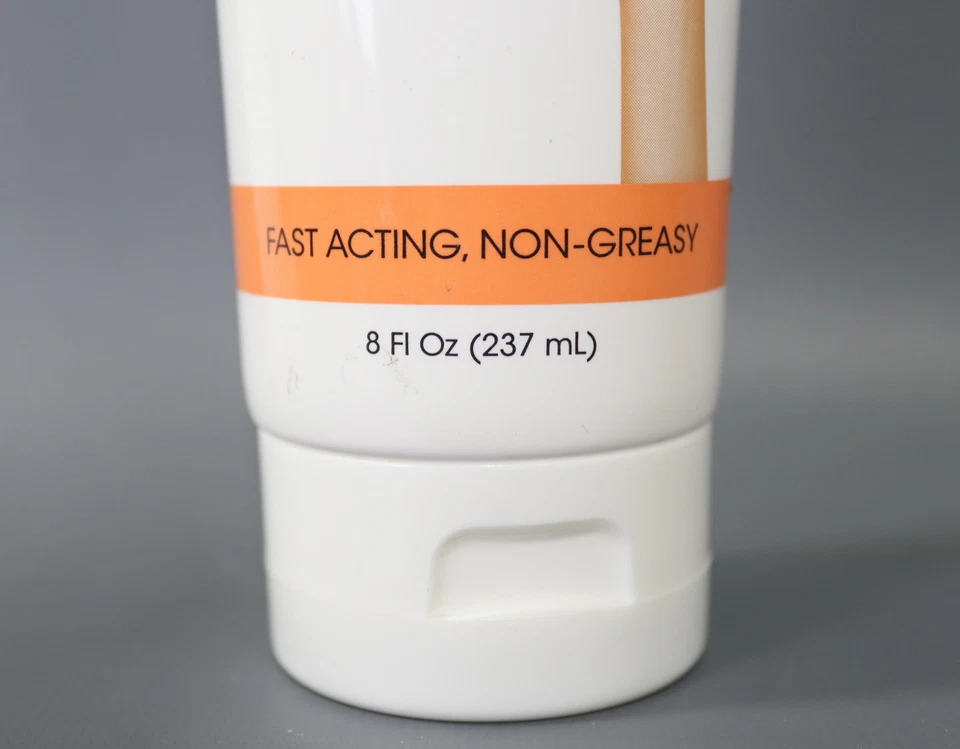 FAST ACTING, NON-GREASY
8 Fl Oz (237 mL)